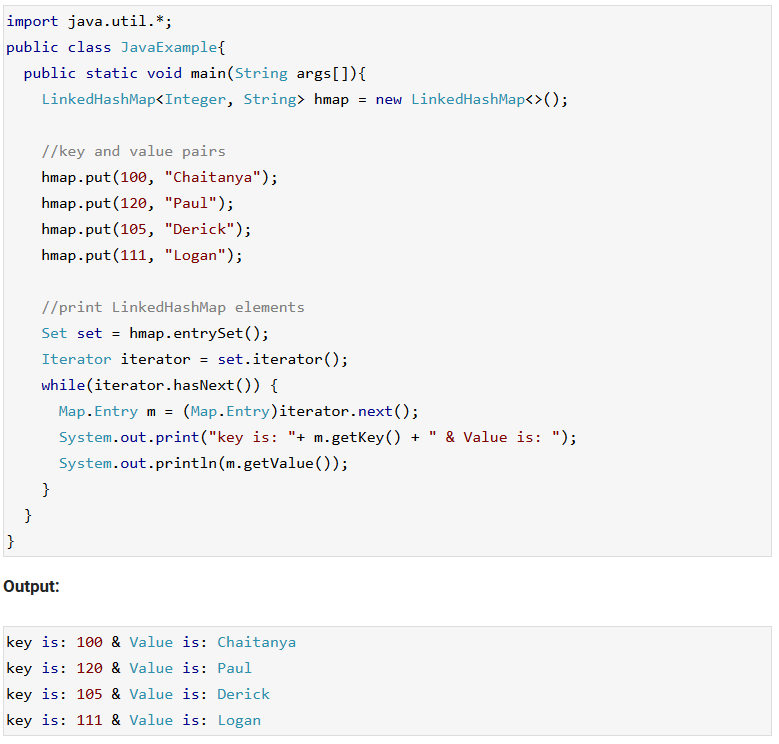 import java.util.*;
public class JavaExample{
  public static void main(String args[]){
    LinkedHashMap<Integer, String> hmap = new LinkedHashMap<>();

    //key and value pairs
    hmap.put(100, "Chaitanya");
    hmap.put(120, "Paul");
    hmap.put(105, "Derick");
    hmap.put(111, "Logan");

    //print LinkedHashMap elements
    Set set = hmap.entrySet();
    Iterator iterator = set.iterator();
    while(iterator.hasNext()) {
      Map.Entry m = (Map.Entry)iterator.next();
      System.out.print("key is: "+ m.getKey() + " & Value is: ");
      System.out.println(m.getValue());
    }
  }
}
Output:
key is: 100 & Value is: Chaitanya
key is: 120 & Value is: Paul
key is: 105 & Value is: Derick
key is: 111 & Value is: Logan